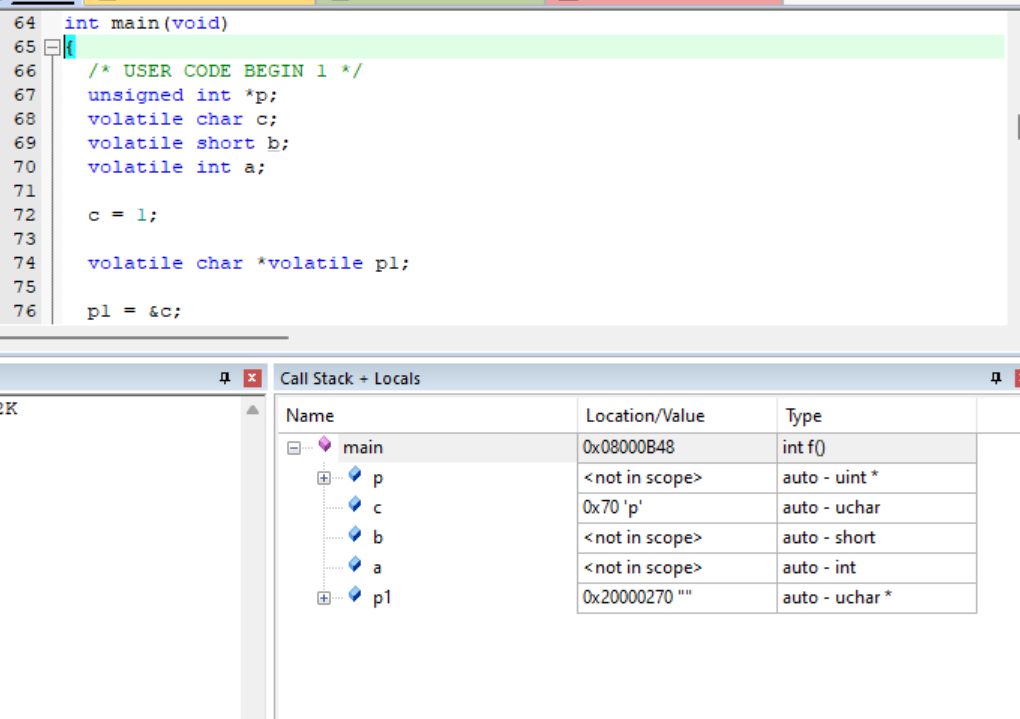 64 int main(void)
65 {
66 /* USER CODE BEGIN 1 */
67 unsigned int *p;
68 volatile char c;
69 volatile short b;
70 volatile int a;
71
72 c = 1;
73
74 volatile char *volatile p1;
75
76 p1 = &c;
Call Stack + Locals
2K
Name Location/Value Type
main 0x08000B48 int f()
p <not in scope> auto - uint *
c 0x70 'p' auto - uchar
b <not in scope> auto - short
a <not in scope> auto - int
p1 0x20000270 "" auto - uchar *